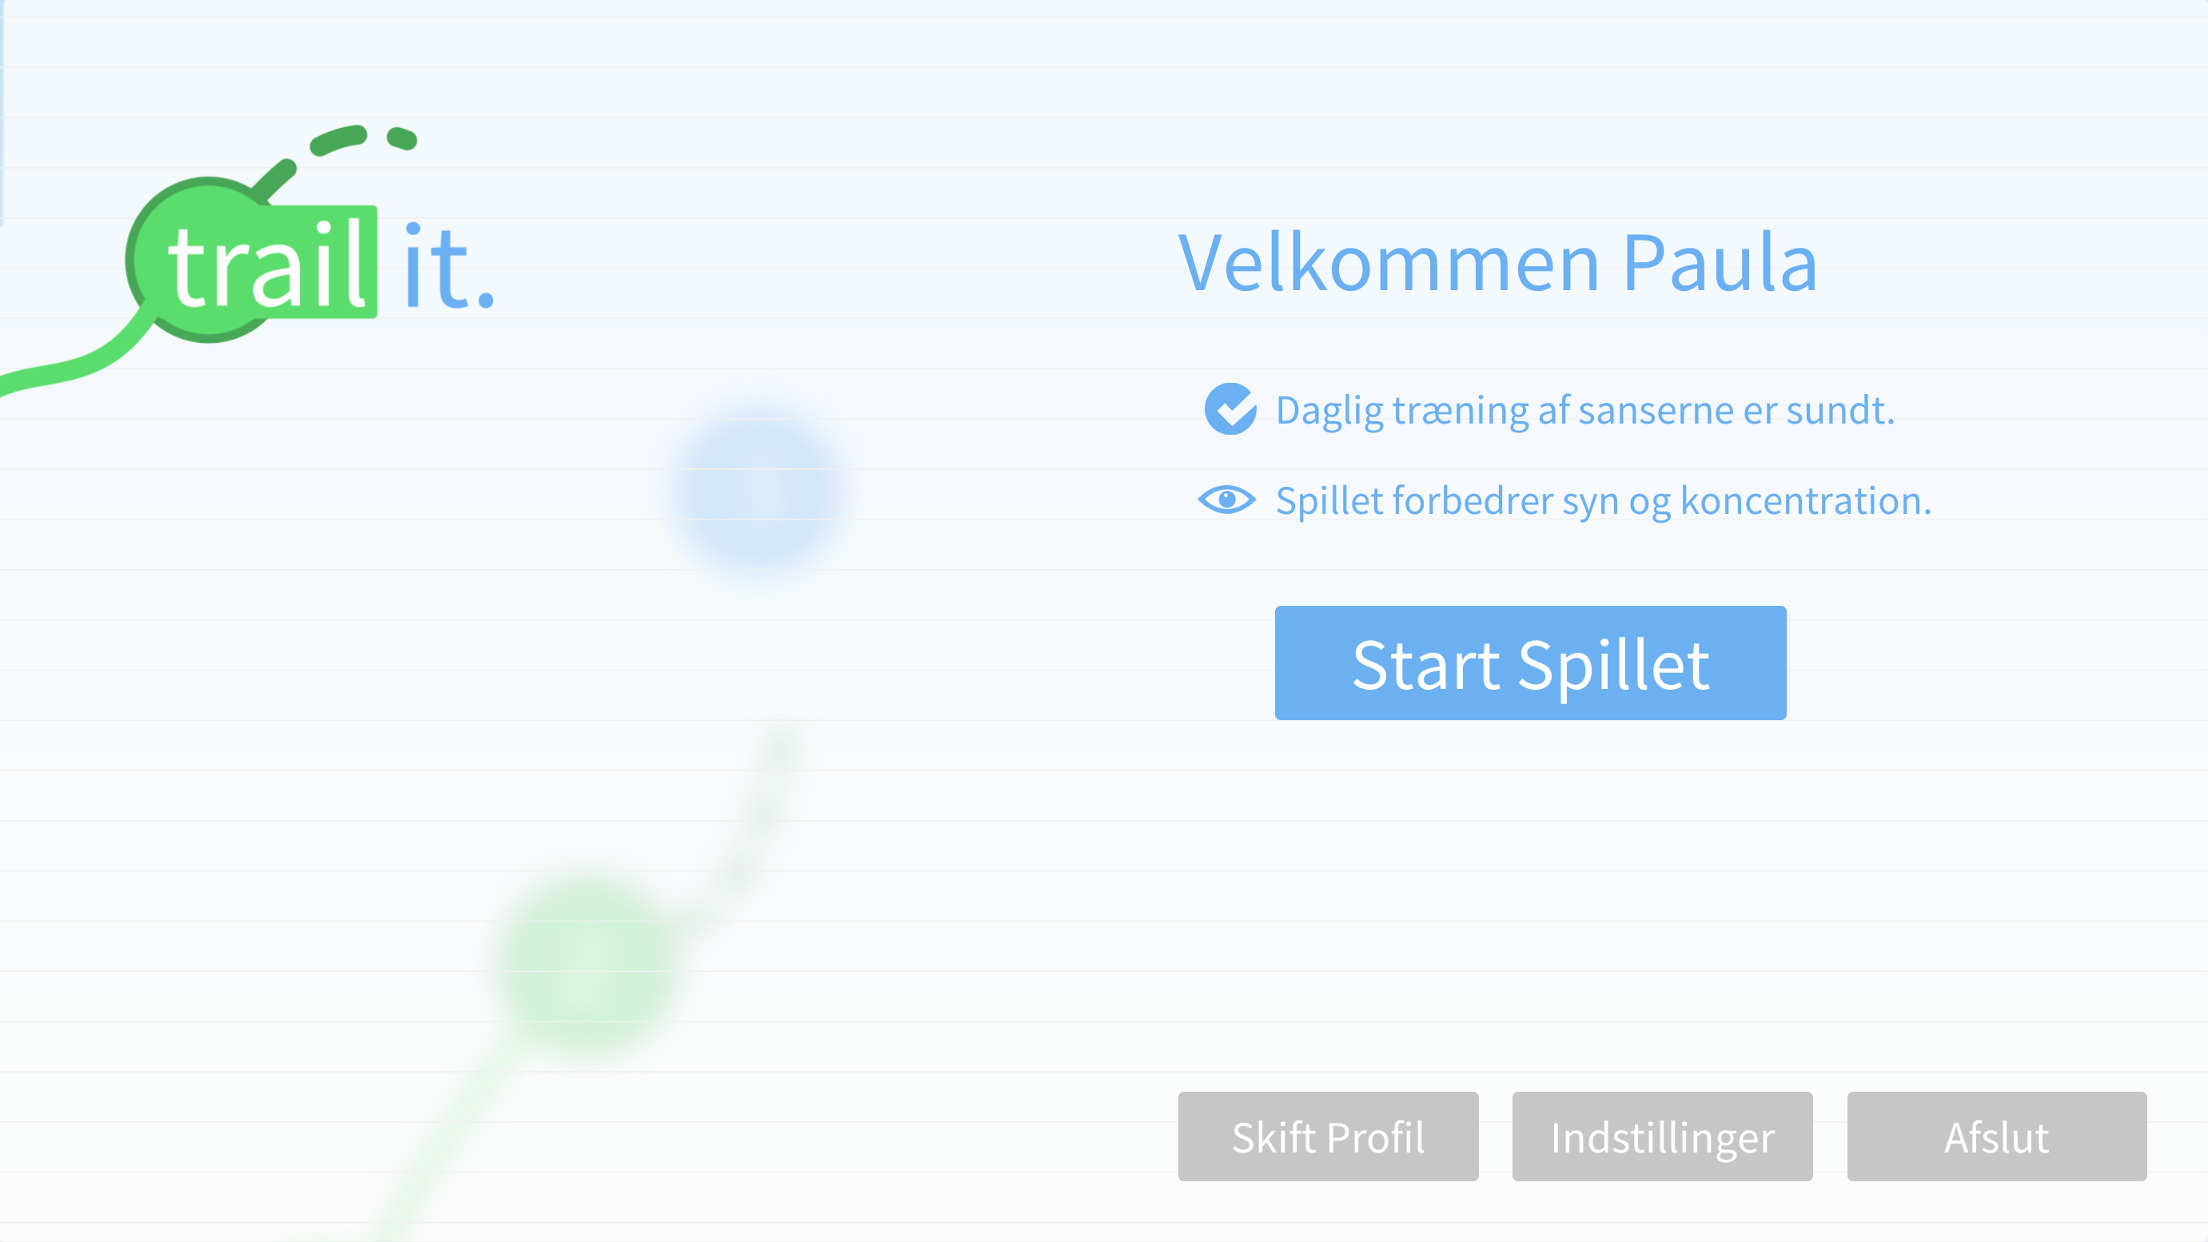 trail it.
Velkommen Paula
Daglig træning af sanserne er sundt.
Spillet forbedrer syn og koncentration.
Start Spillet
Skift Profil
Indstillinger
Afslut